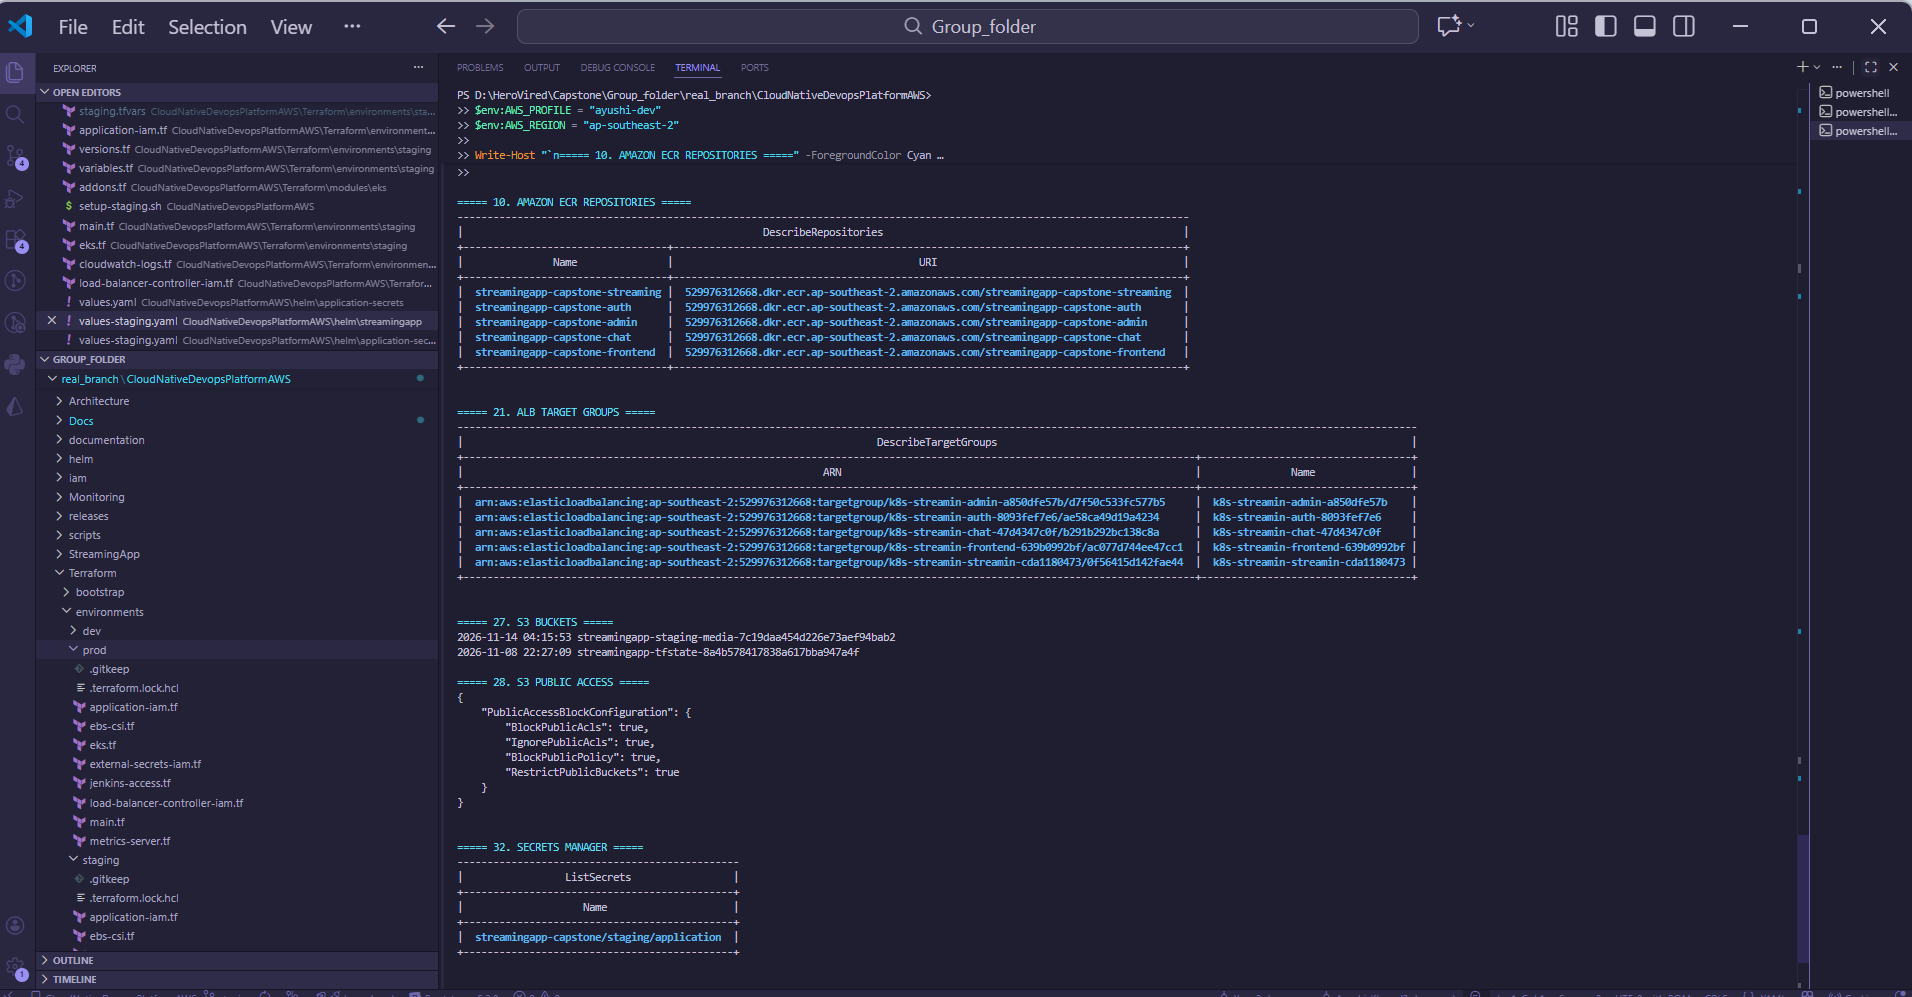 File Edit Selection View ··· Group_folder
EXPLORER ···
OPEN EDITORS
staging.tfvars CloudNativeDevopsPlatformAWS\Terraform\environments\sta...
application-iam.tf CloudNativeDevopsPlatformAWS\Terraform\environment...
versions.tf CloudNativeDevopsPlatformAWS\Terraform\environments\staging
variables.tf CloudNativeDevopsPlatformAWS\Terraform\environments\staging
addons.tf CloudNativeDevopsPlatformAWS\Terraform\modules\eks
$ setup-staging.sh CloudNativeDevopsPlatformAWS
main.tf CloudNativeDevopsPlatformAWS\Terraform\environments\staging
eks.tf CloudNativeDevopsPlatformAWS\Terraform\environments\staging
cloudwatch-logs.tf CloudNativeDevopsPlatformAWS\Terraform\environmen...
load-balancer-controller-iam.tf CloudNativeDevopsPlatformAWS\Terrafor...
! values.yaml CloudNativeDevopsPlatformAWS\helm\application-secrets
! values-staging.yaml CloudNativeDevopsPlatformAWS\helm\streamingapp
! values-staging.yaml CloudNativeDevopsPlatformAWS\helm\application-sec...
GROUP_FOLDER
real_branch\CloudNativeDevopsPlatformAWS
Architecture
Docs
documentation
helm
iam
Monitoring
releases
scripts
StreamingApp
Terraform
bootstrap
environments
dev
prod
.gitkeep
.terraform.lock.hcl
application-iam.tf
ebs-csi.tf
eks.tf
external-secrets-iam.tf
jenkins-access.tf
load-balancer-controller-iam.tf
main.tf
metrics-server.tf
staging
.gitkeep
.terraform.lock.hcl
application-iam.tf
ebs-csi.tf
OUTLINE
TIMELINE
4
4
1
PROBLEMS OUTPUT DEBUG CONSOLE TERMINAL PORTS
PS D:\HeroVired\Capstone\Group_folder\real_branch\CloudNativeDevopsPlatformAWS>
>> $env:AWS_PROFILE = "ayushi-dev"
>> $env:AWS_REGION = "ap-southeast-2"
>>
>> Write-Host "`n===== 10. AMAZON ECR REPOSITORIES =====" -ForegroundColor Cyan …
>>
===== 10. AMAZON ECR REPOSITORIES =====
DescribeRepositories
Name | URI
streamingapp-capstone-streaming | 529976312668.dkr.ecr.ap-southeast-2.amazonaws.com/streamingapp-capstone-streaming
streamingapp-capstone-auth | 529976312668.dkr.ecr.ap-southeast-2.amazonaws.com/streamingapp-capstone-auth
streamingapp-capstone-admin | 529976312668.dkr.ecr.ap-southeast-2.amazonaws.com/streamingapp-capstone-admin
streamingapp-capstone-chat | 529976312668.dkr.ecr.ap-southeast-2.amazonaws.com/streamingapp-capstone-chat
streamingapp-capstone-frontend | 529976312668.dkr.ecr.ap-southeast-2.amazonaws.com/streamingapp-capstone-frontend
===== 21. ALB TARGET GROUPS =====
DescribeTargetGroups
ARN | Name
arn:aws:elasticloadbalancing:ap-southeast-2:529976312668:targetgroup/k8s-streamin-admin-a850dfe57b/d7f50c533fc577b5 | k8s-streamin-admin-a850dfe57b
arn:aws:elasticloadbalancing:ap-southeast-2:529976312668:targetgroup/k8s-streamin-auth-8093fef7e6/ae58ca49d19a4234 | k8s-streamin-auth-8093fef7e6
arn:aws:elasticloadbalancing:ap-southeast-2:529976312668:targetgroup/k8s-streamin-chat-47d4347c0f/b291b292bc138c8a | k8s-streamin-chat-47d4347c0f
arn:aws:elasticloadbalancing:ap-southeast-2:529976312668:targetgroup/k8s-streamin-frontend-639b0992bf/ac077d744ee47cc1 | k8s-streamin-frontend-639b0992bf
arn:aws:elasticloadbalancing:ap-southeast-2:529976312668:targetgroup/k8s-streamin-streamin-cda1180473/0f56415d142fae44 | k8s-streamin-streamin-cda1180473
===== 27. S3 BUCKETS =====
2026-11-14 04:15:53 streamingapp-staging-media-7c19daa454d226e73aef94bab2
2026-11-08 22:27:09 streamingapp-tfstate-8a4b578417838a617bba947a4f
===== 28. S3 PUBLIC ACCESS =====
{
"PublicAccessBlockConfiguration": {
"BlockPublicAcls": true,
"IgnorePublicAcls": true,
"BlockPublicPolicy": true,
"RestrictPublicBuckets": true
}
}
===== 32. SECRETS MANAGER =====
ListSecrets
Name
streamingapp-capstone/staging/application
powershell
powershell...
powershell...